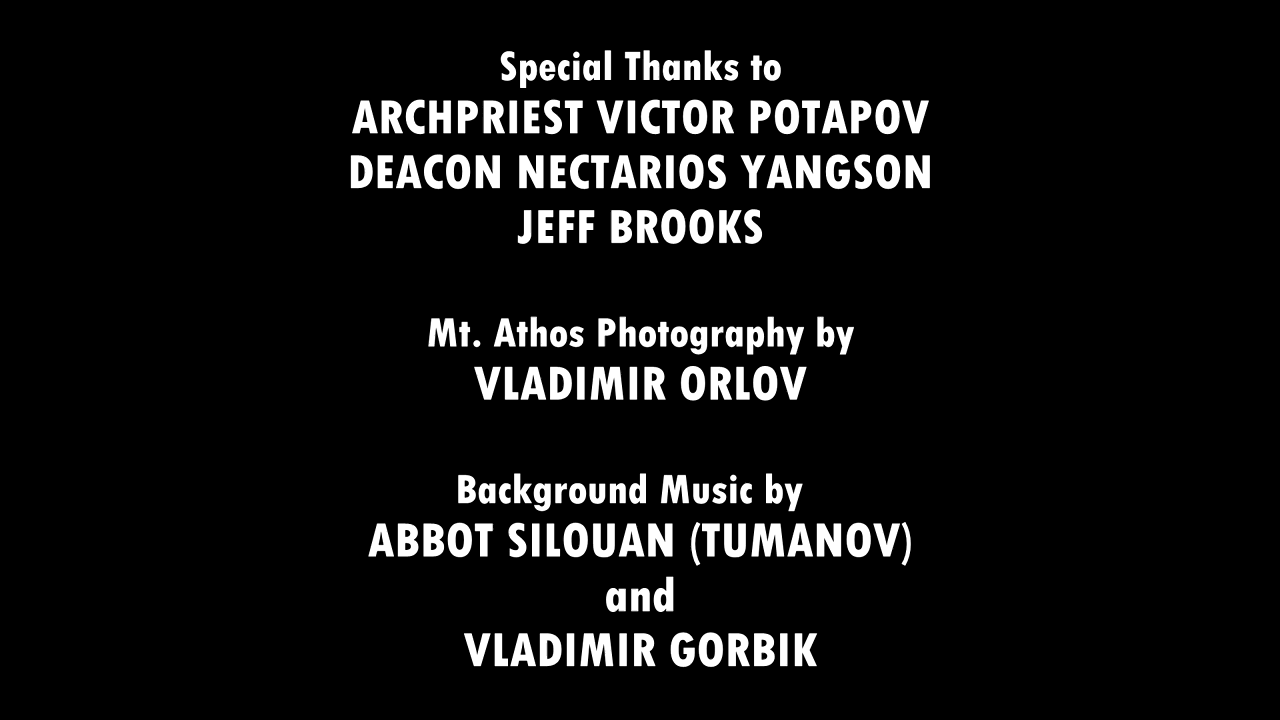 Special Thanks to
ARCHPRIEST VICTOR POTAPOV
DEACON NECTARIOS YANGSON
JEFF BROOKS
Mt. Athos Photography by
VLADIMIR ORLOV
Background Music by
ABBOT SILOUAN (TUMANOV)
and
VLADIMIR GORBIK